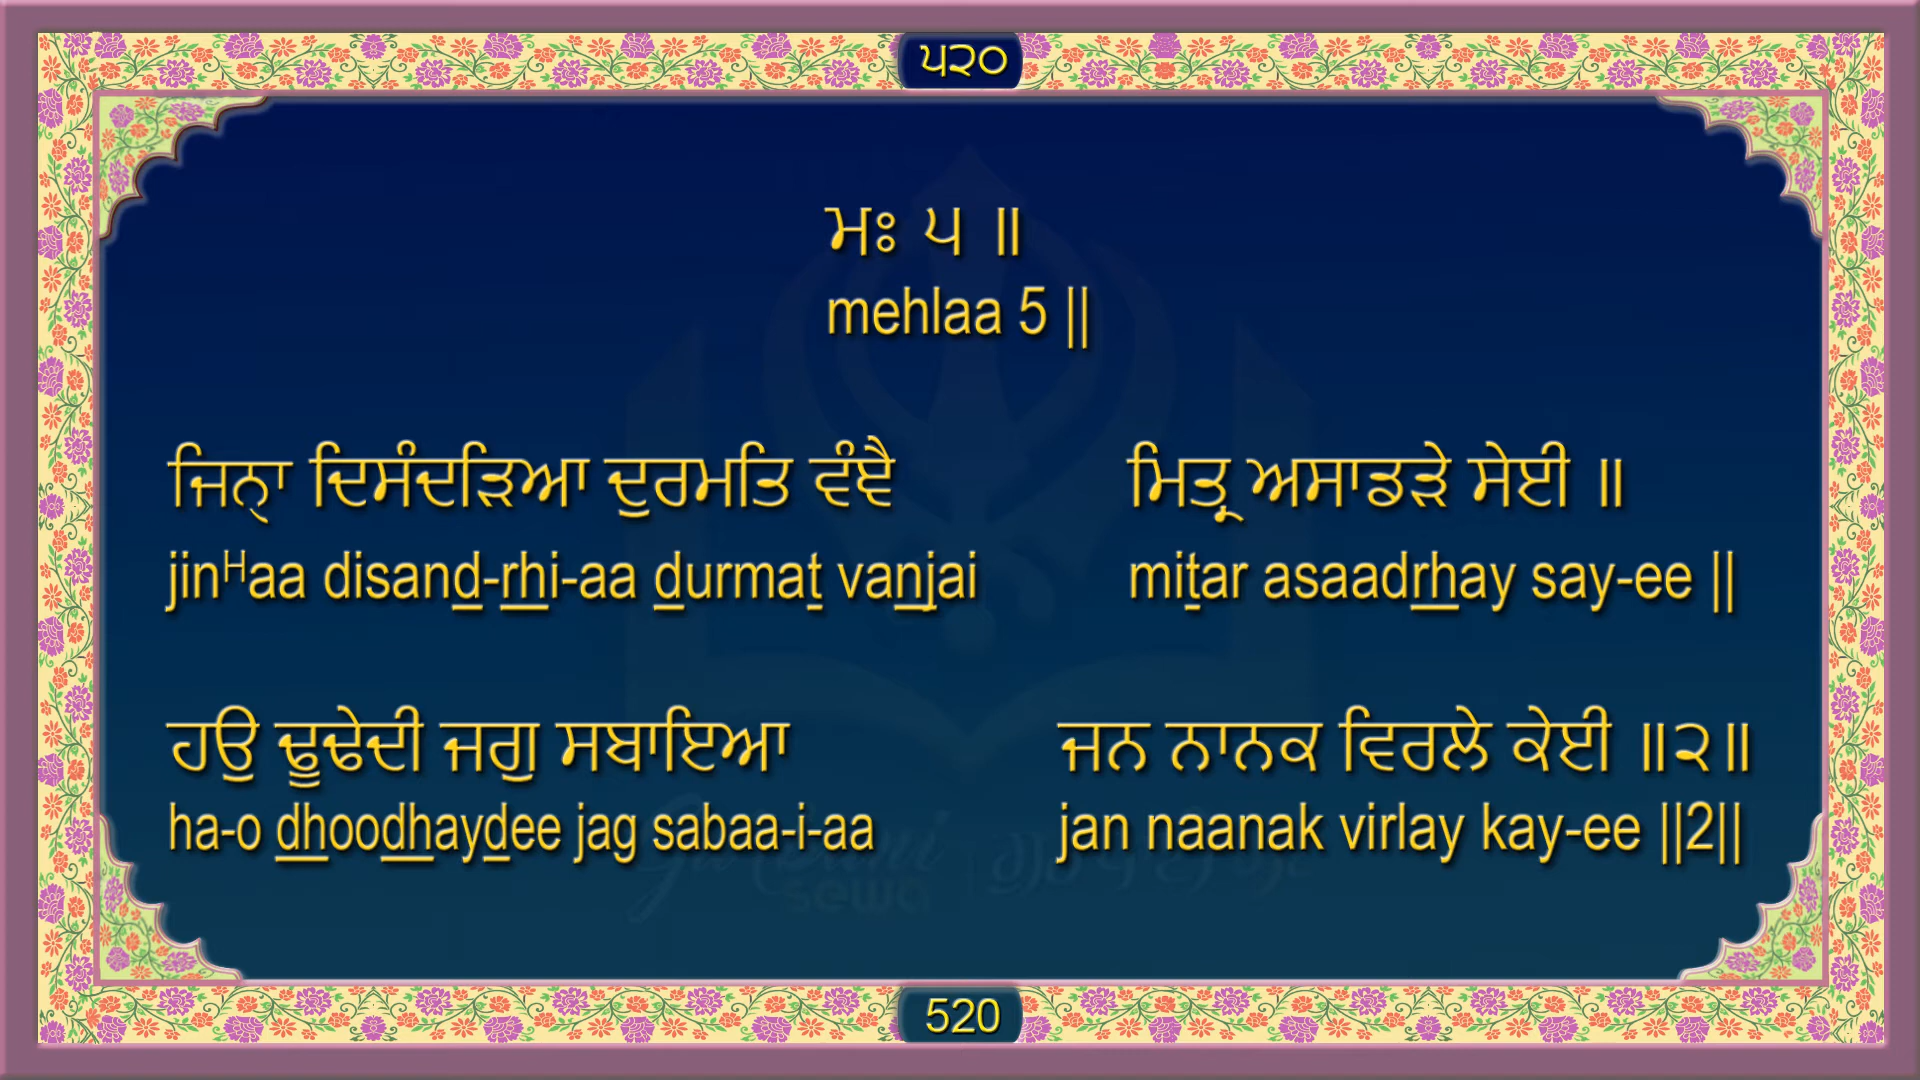 ੫੨੦
ਮਃ ੫ ॥
mehlaa 5 ||
ਜਿਨ੍ਹਾ ਦਿਸੰਦੜਿਆ ਦੁਰਮਤਿ ਵੰਞੈ ਮਿਤ੍ਰ ਅਸਾਡੜੇ ਸੇਈ ॥
jinᴴaa disand-rhi-aa durmat vanjai mitar asaadrhay say-ee ||
ਹਉ ਢੂਢੇਦੀ ਜਗੁ ਸਬਾਇਆ ਜਨ ਨਾਨਕ ਵਿਰਲੇ ਕੇਈ ॥੨॥
ha-o dhoodhaydee jag sabaa-i-aa jan naanak virlay kay-ee ||2||
Gurbani
sewa
520